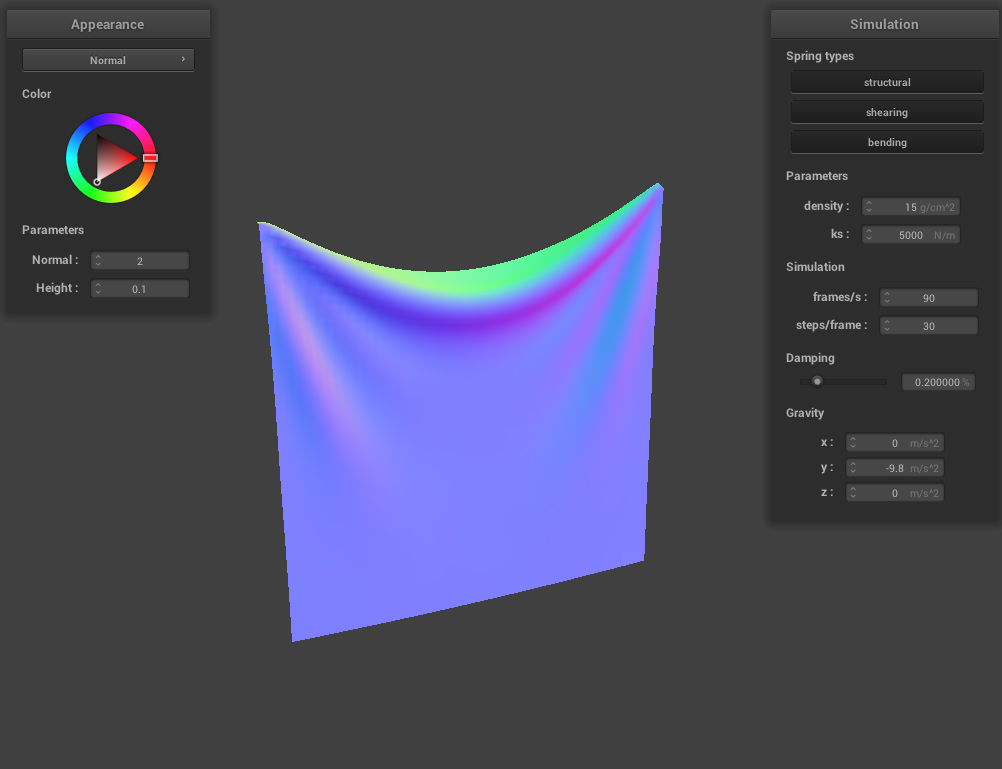 Appearance
Normal ›
Color
Parameters
Normal : 2
Height : 0.1
Simulation
Spring types
structural
shearing
bending
Parameters
density : 15 g/cm^2
ks : 5000 N/m
Simulation
frames/s : 90
steps/frame : 30
Damping
0.200000 %
Gravity
x : 0 m/s^2
y : -9.8 m/s^2
z : 0 m/s^2